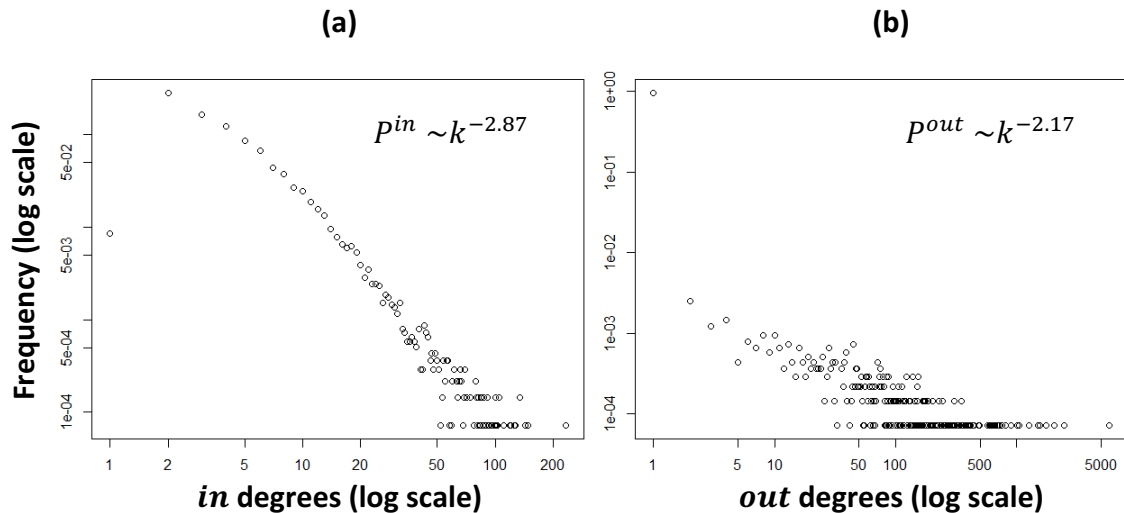 (a)
(b)
P^in ~k^−2.87
P^out ~k^−2.17
Frequency (log scale)
5e-02
5e-03
5e-04
1e-04
1e+00
1e-01
1e-02
1e-03
1e-04
1 2 5 10 20 50 100 200
1 5 10 50 100 500 5000
in degrees (log scale)
out degrees (log scale)